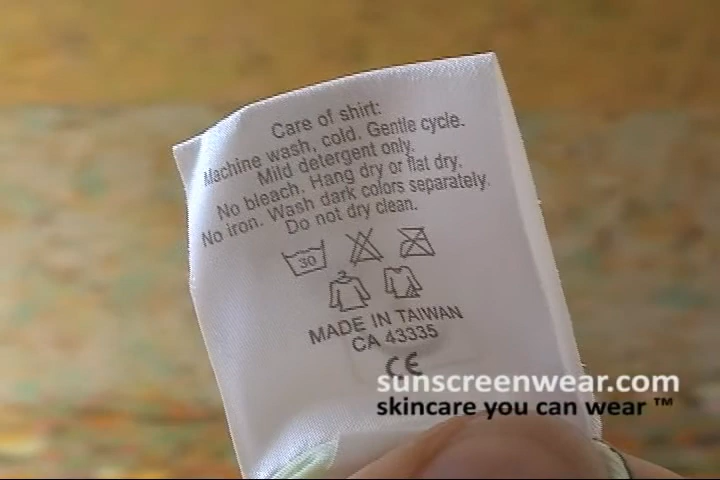 Care of shirt:
Machine wash, cold. Gentle cycle.
Mild detergent only.
No bleach. Hang dry or flat dry.
No iron. Wash dark colors separately.
Do not dry clean.
30
MADE IN TAIWAN
CA 43335
CE
sunscreenwear.com
skincare you can wear ™